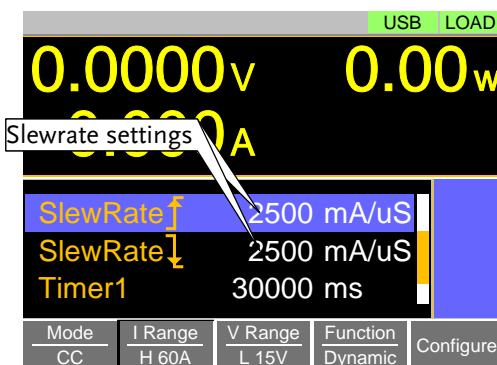 USB LOAD
0.0000V 0.00W
Slewrate settings
A
SlewRate 2500 mA/uS
SlewRate 2500 mA/uS
Timer1 30000 ms
Mode I Range V Range Function Configure
CC H 60A L 15V Dynamic